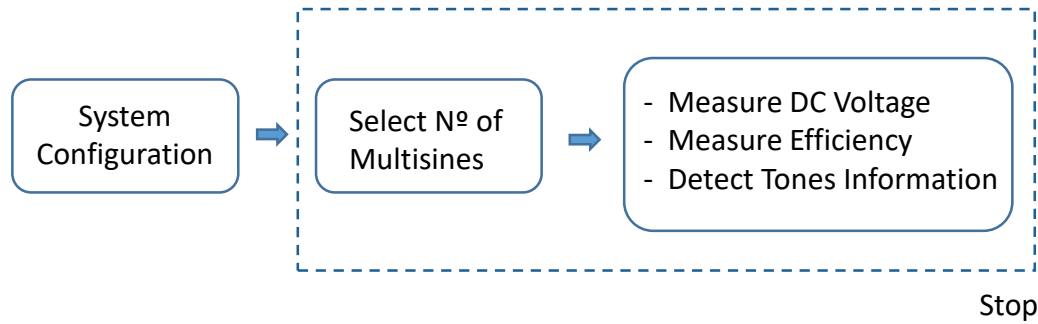 System
Configuration
Select Nº of
Multisines
- Measure DC Voltage
- Measure Efficiency
- Detect Tones Information
Stop